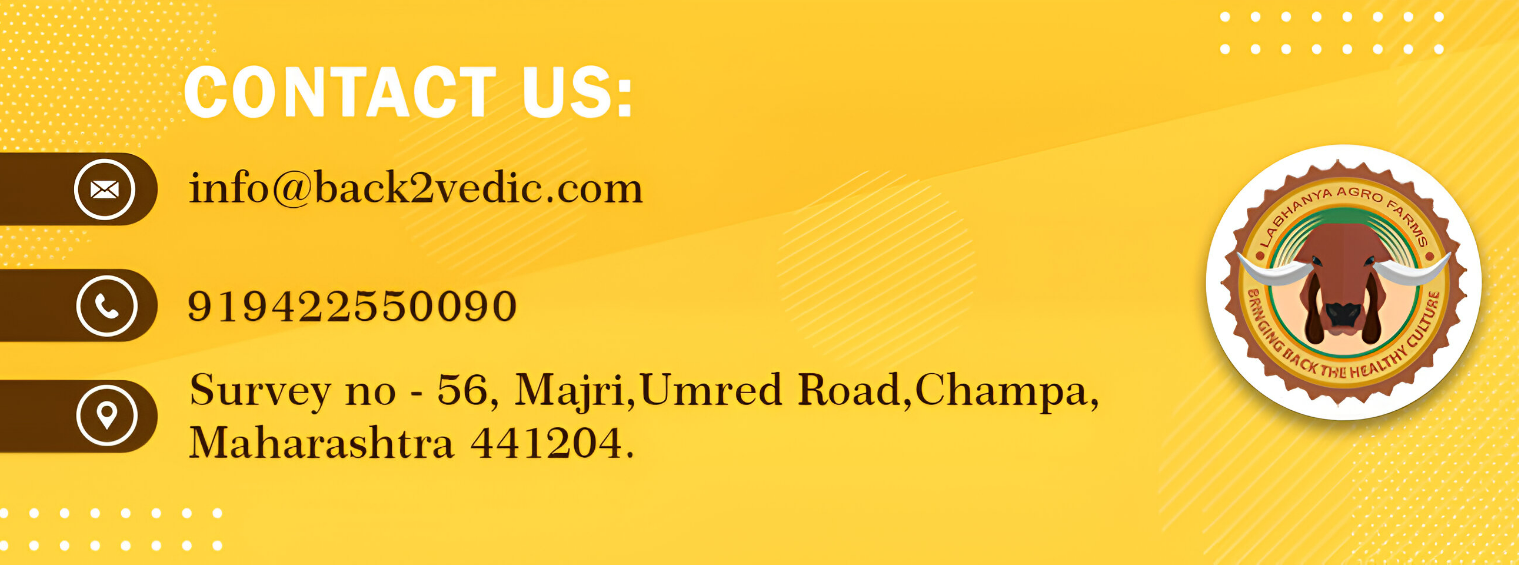 CONTACT US:
info@back2vedic.com
919422550090
Survey no - 56, Majri,Umred Road,Champa,
Maharashtra 441204.
LABHANYA AGRO FARMS
BRINGING BACK THE HEALTHY CULTURE